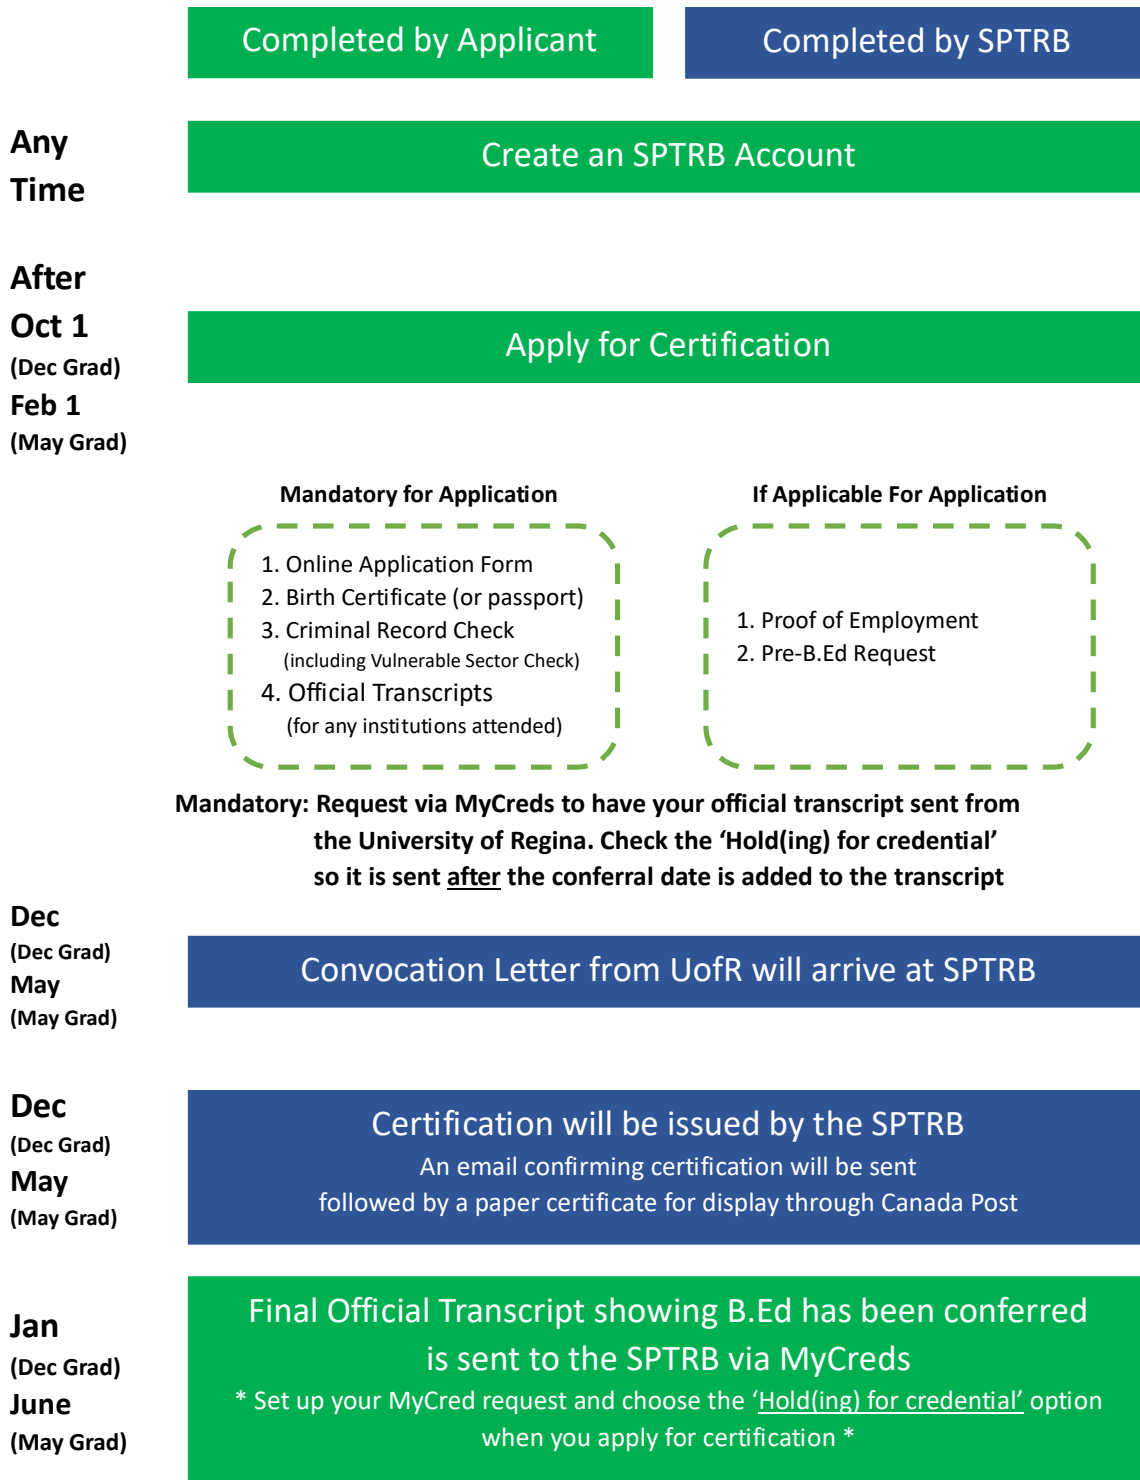 Completed by Applicant
Completed by SPTRB
Any
Time
Create an SPTRB Account
After
Oct 1
(Dec Grad)
Feb 1
(May Grad)
Apply for Certification
Mandatory for Application
1. Online Application Form
2. Birth Certificate (or passport)
3. Criminal Record Check
(including Vulnerable Sector Check)
4. Official Transcripts
(for any institutions attended)
If Applicable For Application
1. Proof of Employment
2. Pre-B.Ed Request
Mandatory: Request via MyCreds to have your official transcript sent from
the University of Regina. Check the ‘Hold(ing) for credential’
so it is sent after the conferral date is added to the transcript
Dec
(Dec Grad)
May
(May Grad)
Convocation Letter from UofR will arrive at SPTRB
Dec
(Dec Grad)
May
(May Grad)
Certification will be issued by the SPTRB
An email confirming certification will be sent
followed by a paper certificate for display through Canada Post
Jan
(Dec Grad)
June
(May Grad)
Final Official Transcript showing B.Ed has been conferred
is sent to the SPTRB via MyCreds
* Set up your MyCred request and choose the ‘Hold(ing) for credential’ option
when you apply for certification *